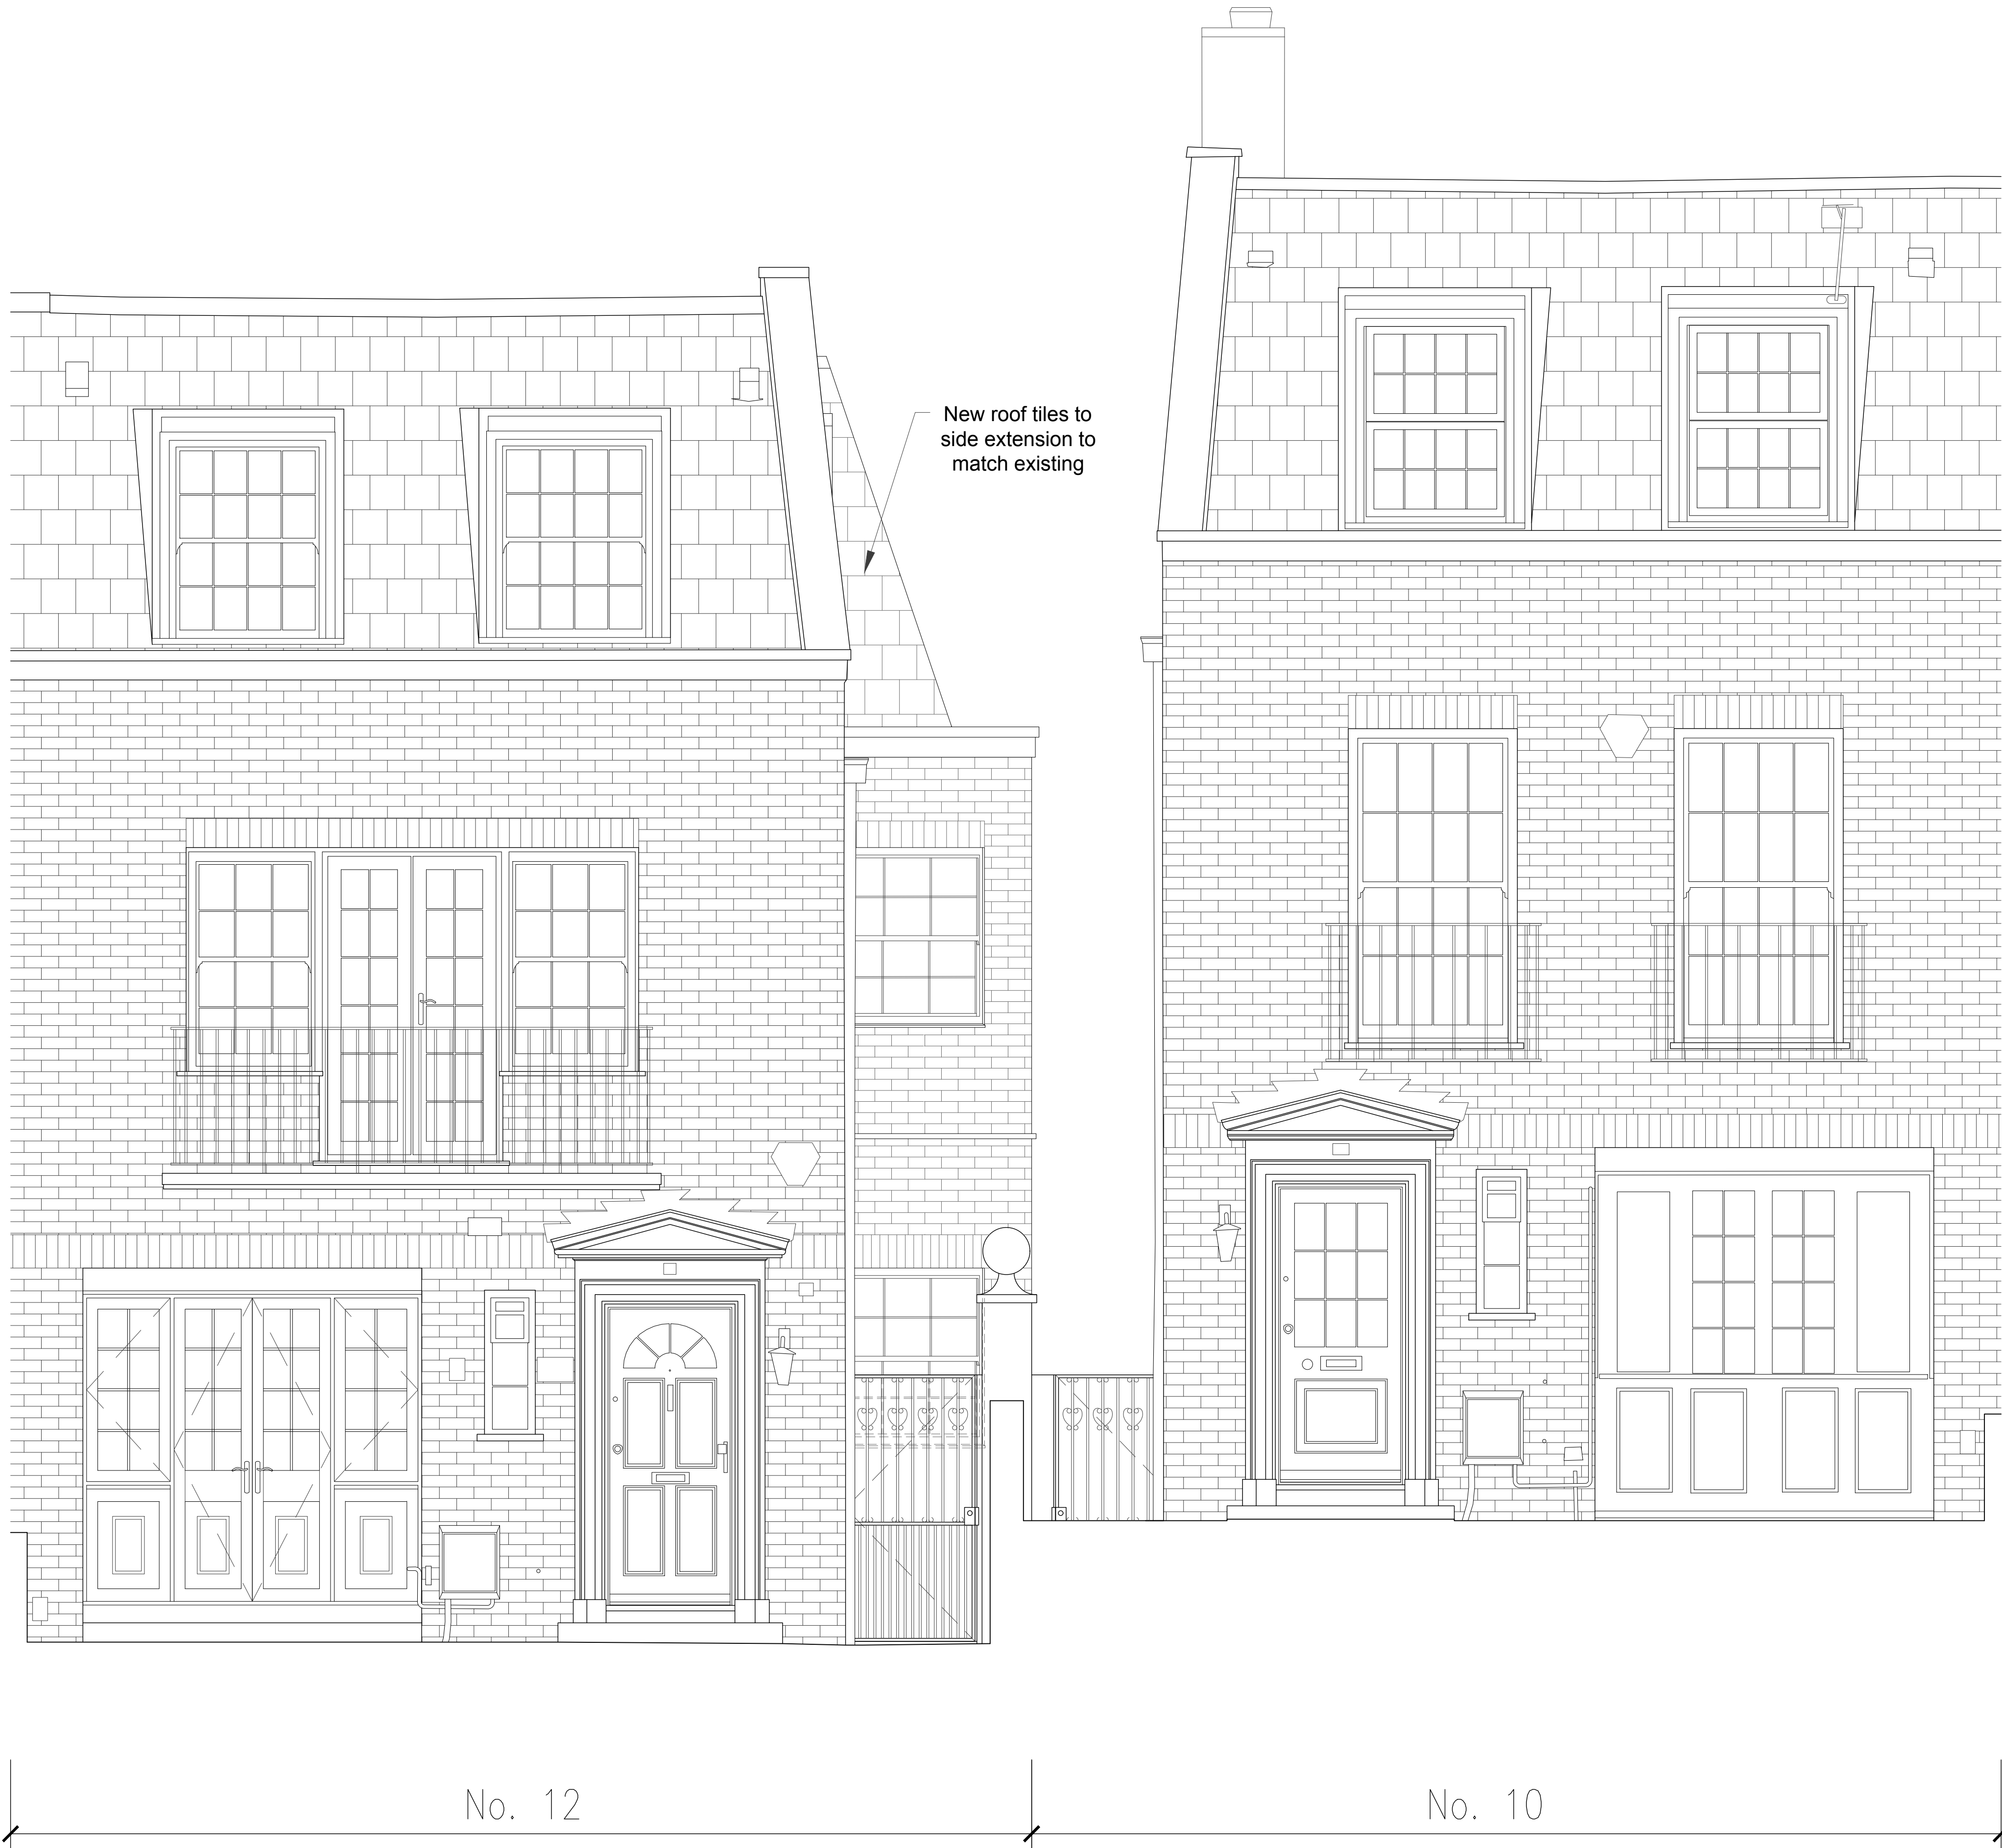 New roof tiles to
side extension to
match existing
No. 12
No. 10